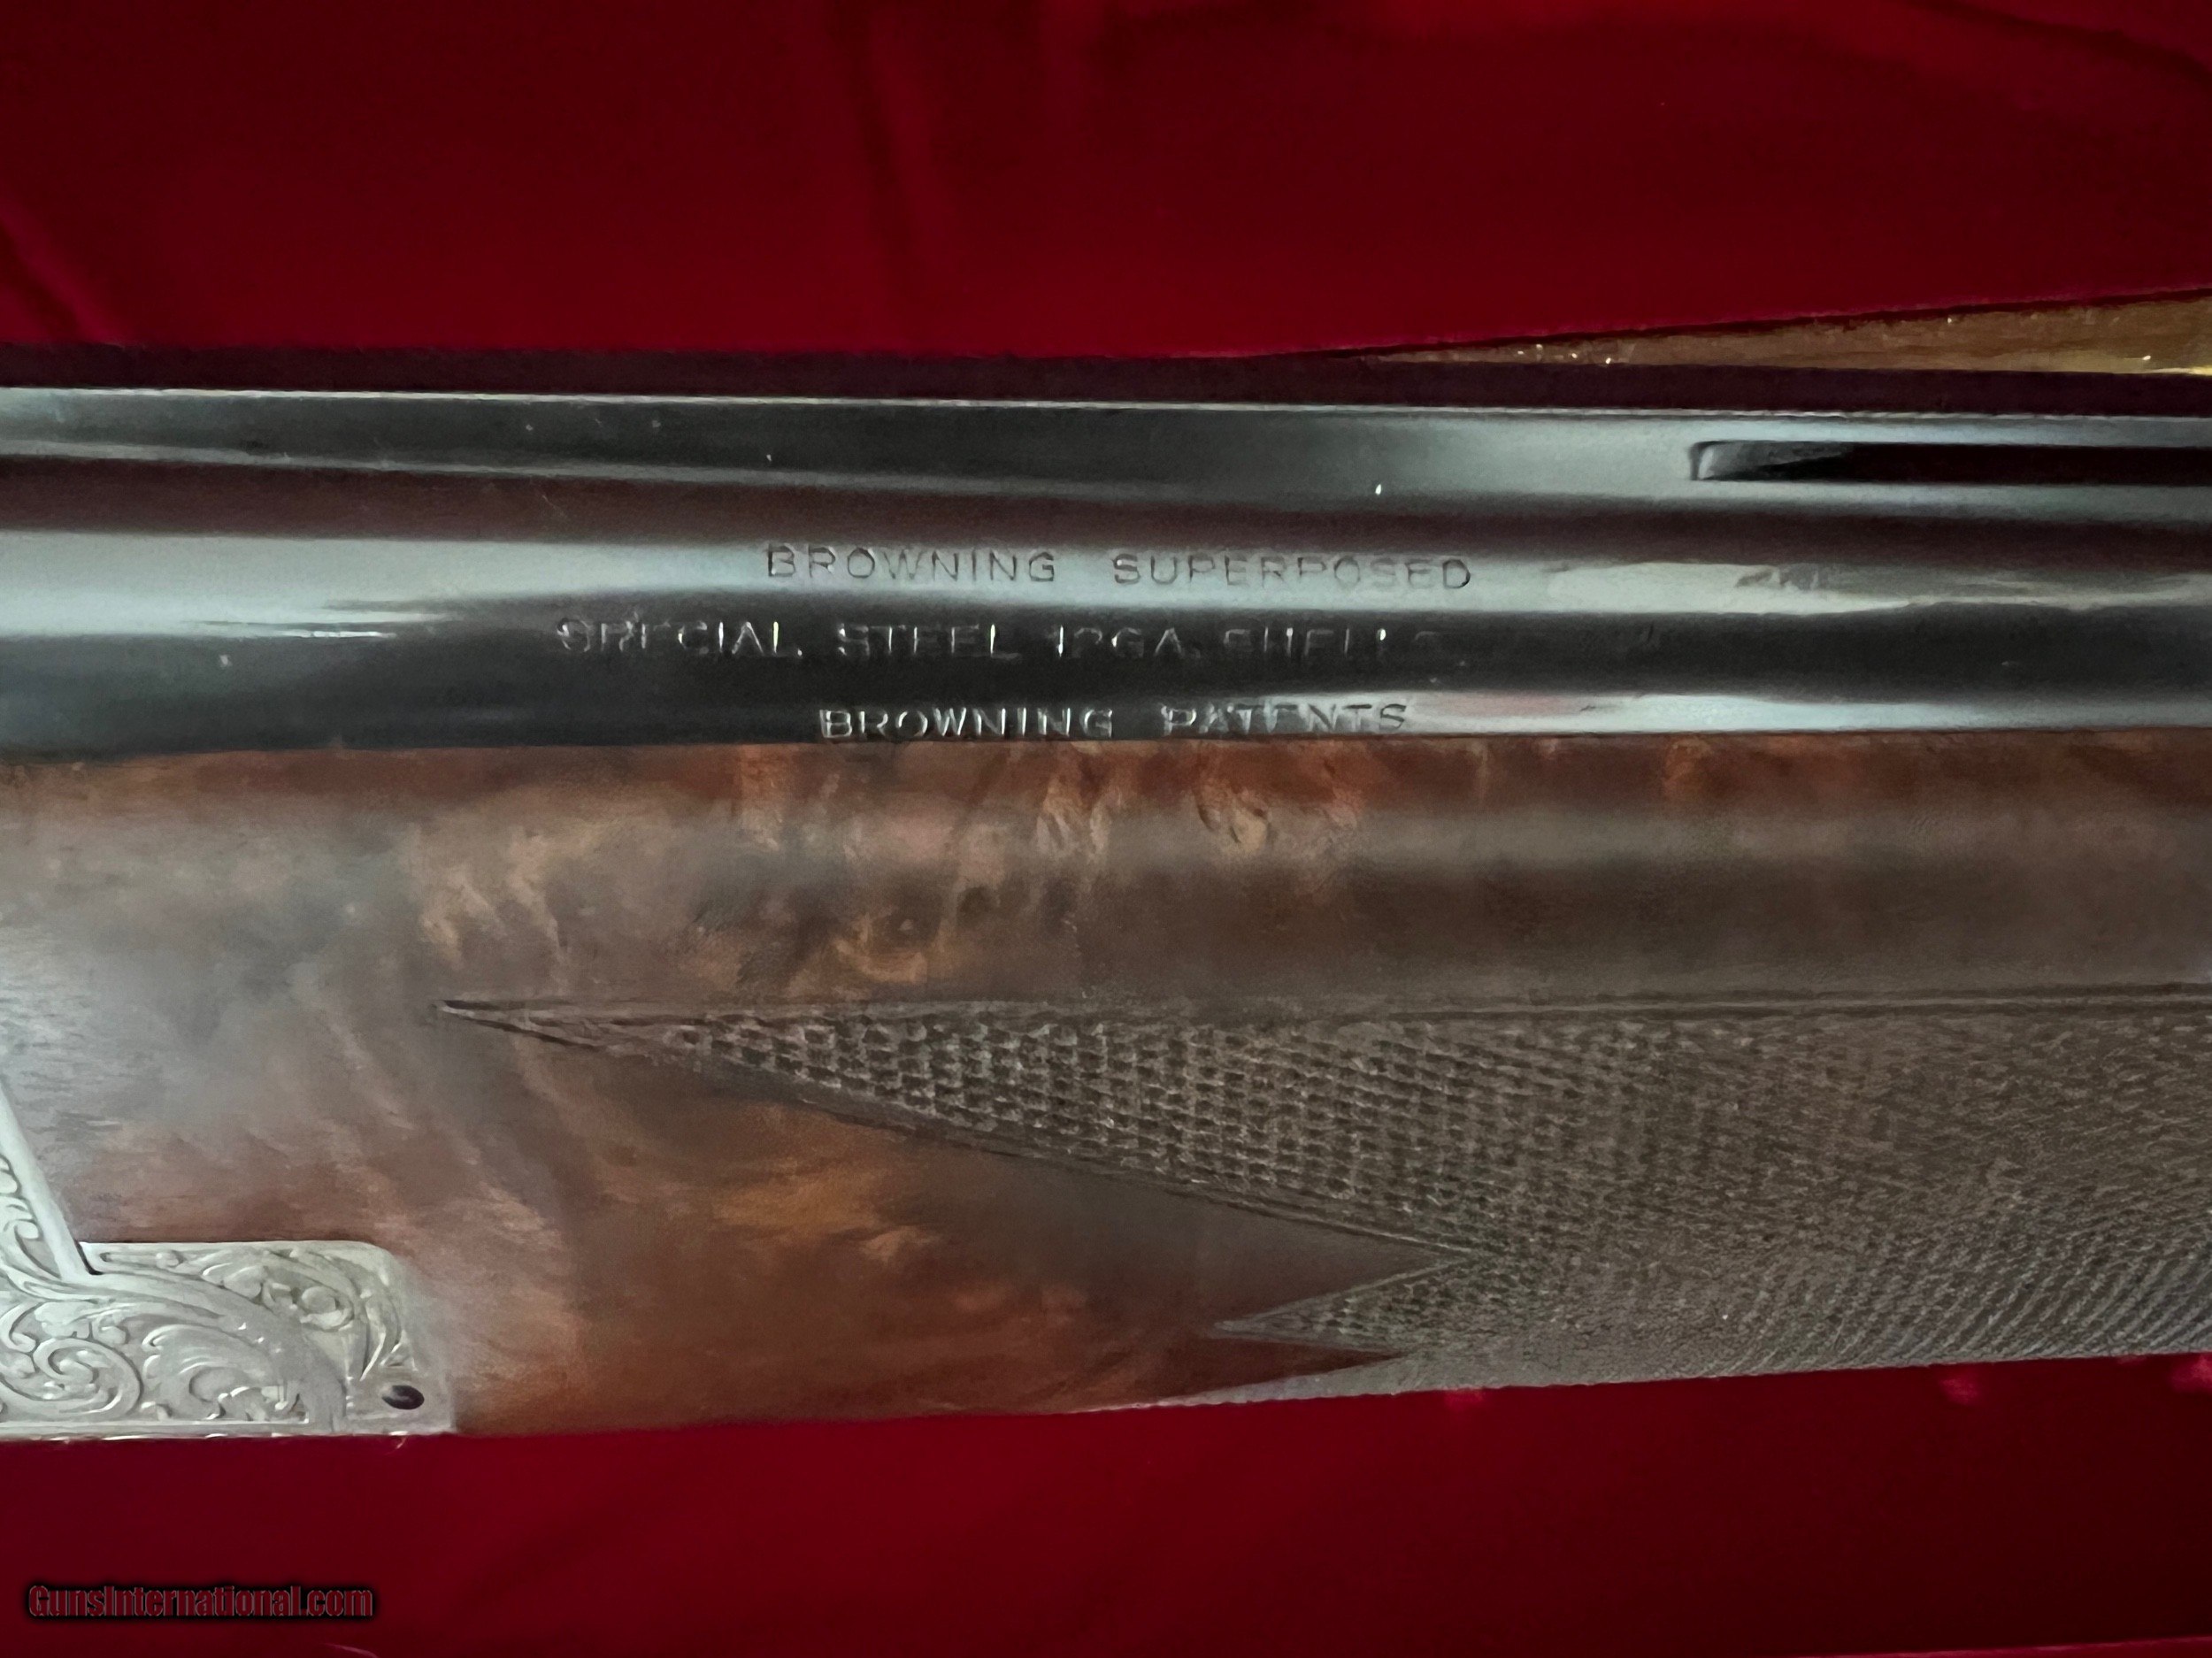 BROWNING SUPERPOSED
SPECIAL STEEL 12GA. SHELLS
BROWNING PATENTS
GunsInternational.com